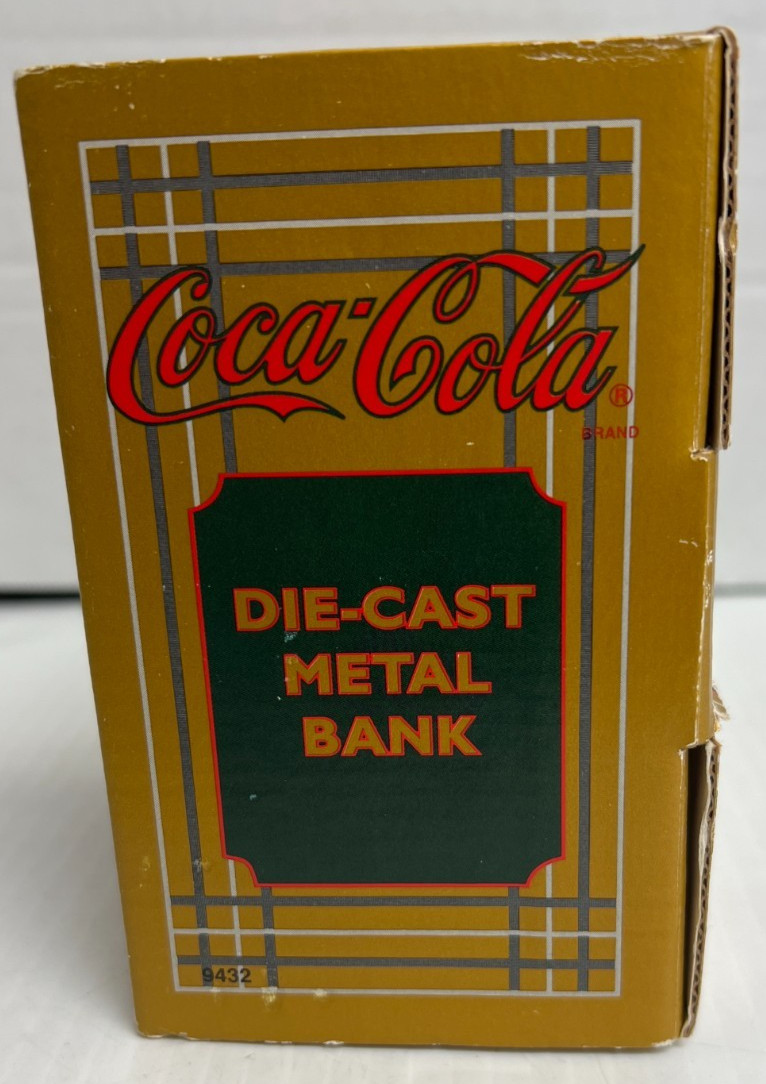 Coca-Cola®
BRAND
DIE-CAST
METAL
BANK
9432